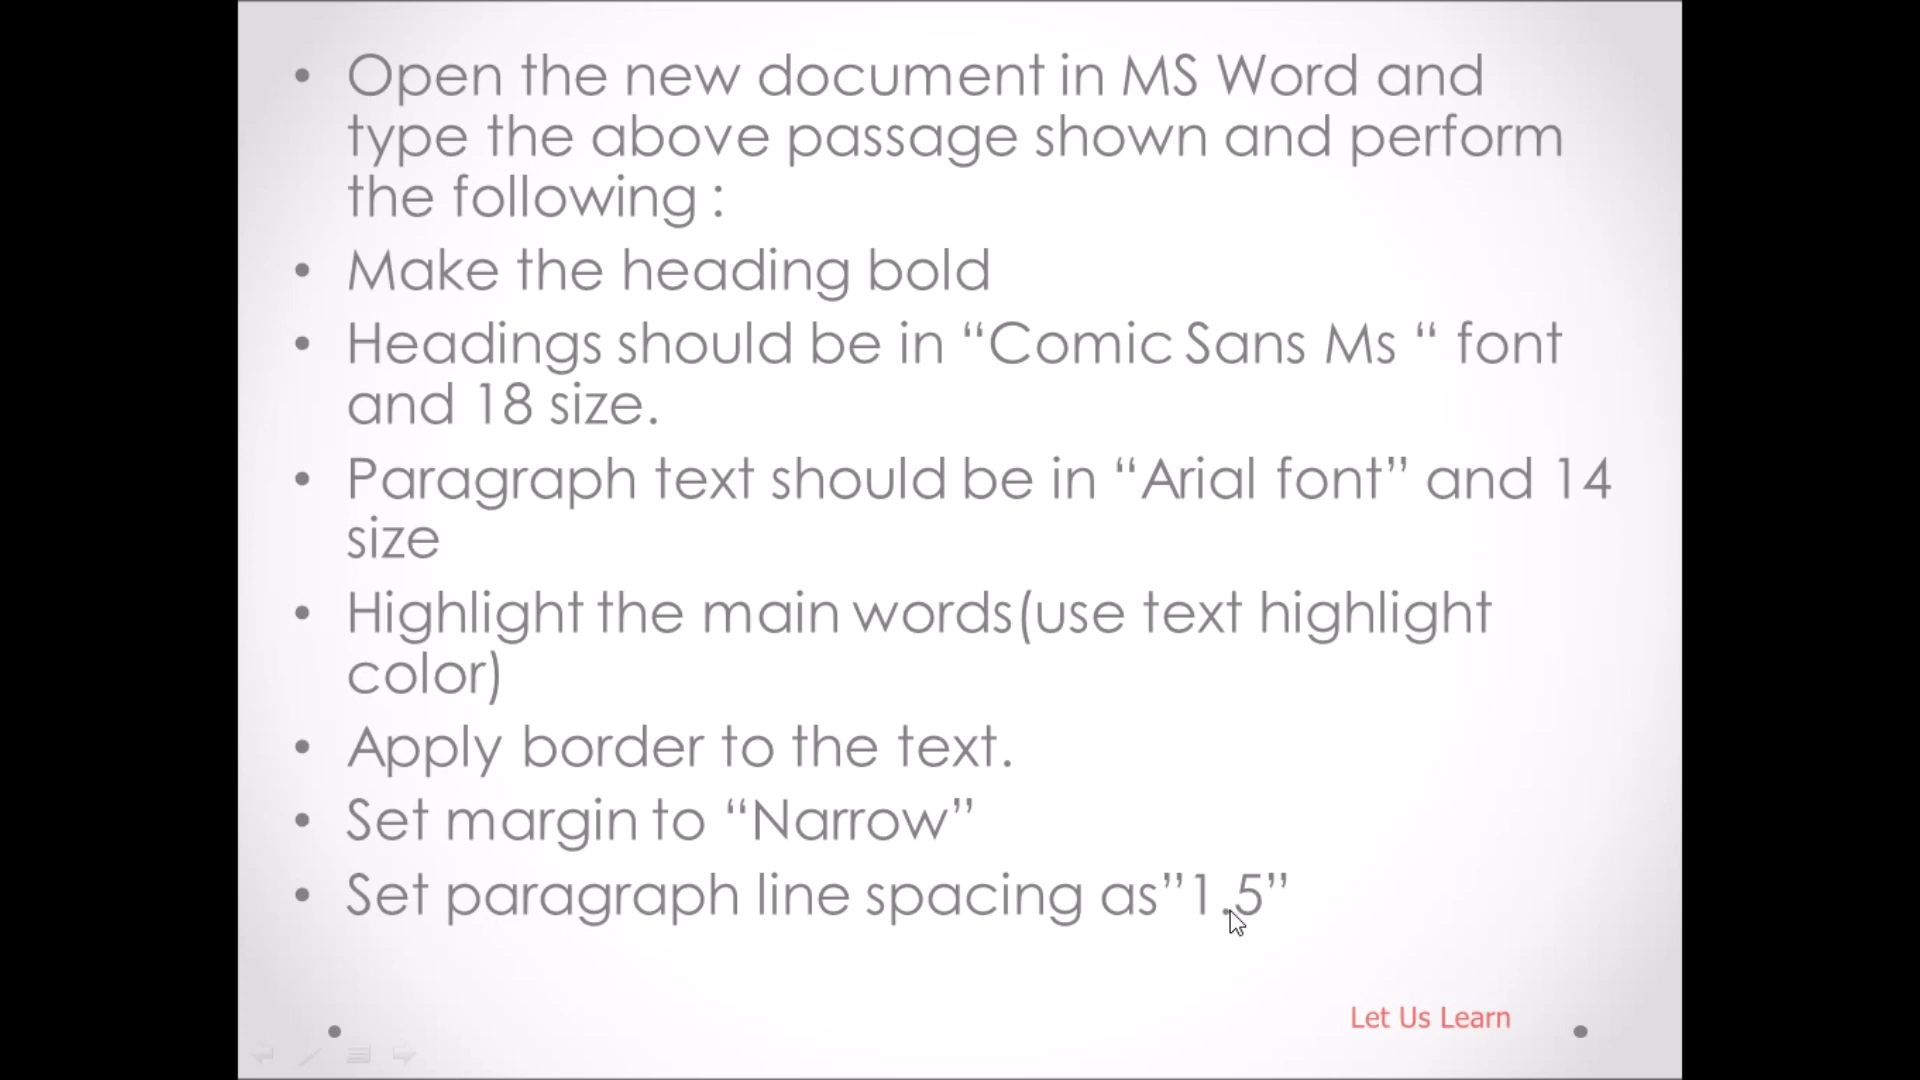 • Open the new document in MS Word and
type the above passage shown and perform
the following :
• Make the heading bold
• Headings should be in “Comic Sans Ms “ font
and 18 size.
• Paragraph text should be in “Arial font” and 14
size
• Highlight the main words(use text highlight
color)
• Apply border to the text.
• Set margin to “Narrow”
• Set paragraph line spacing as”1.5”
Let Us Learn